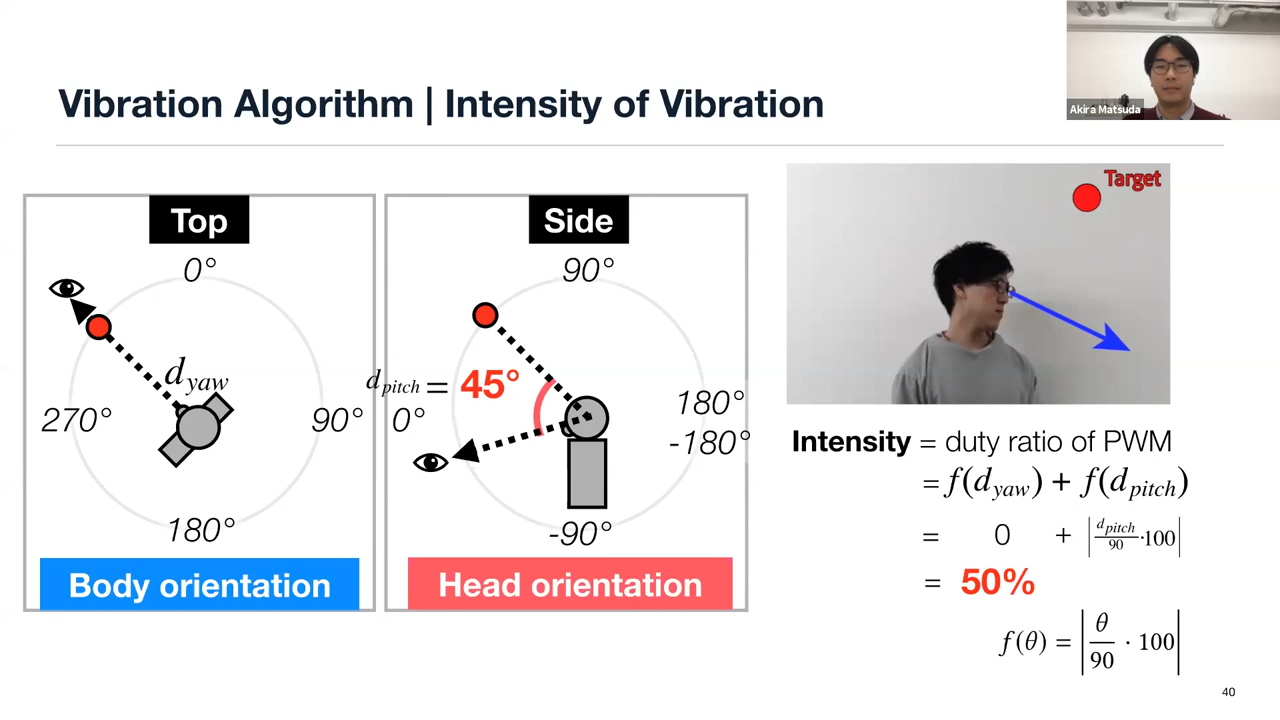 Vibration Algorithm | Intensity of Vibration
Akira Matsuda
Top
0°
d_yaw
270°
90°
180°
Body orientation
Side
90°
d_pitch = 45°
0°
180°
-180°
-90°
Head orientation
Target
Intensity = duty ratio of PWM
= f(d_yaw) + f(d_pitch)
= 0 + |d_pitch/90 · 100|
= 50%
f(θ) = |θ/90 · 100|
40